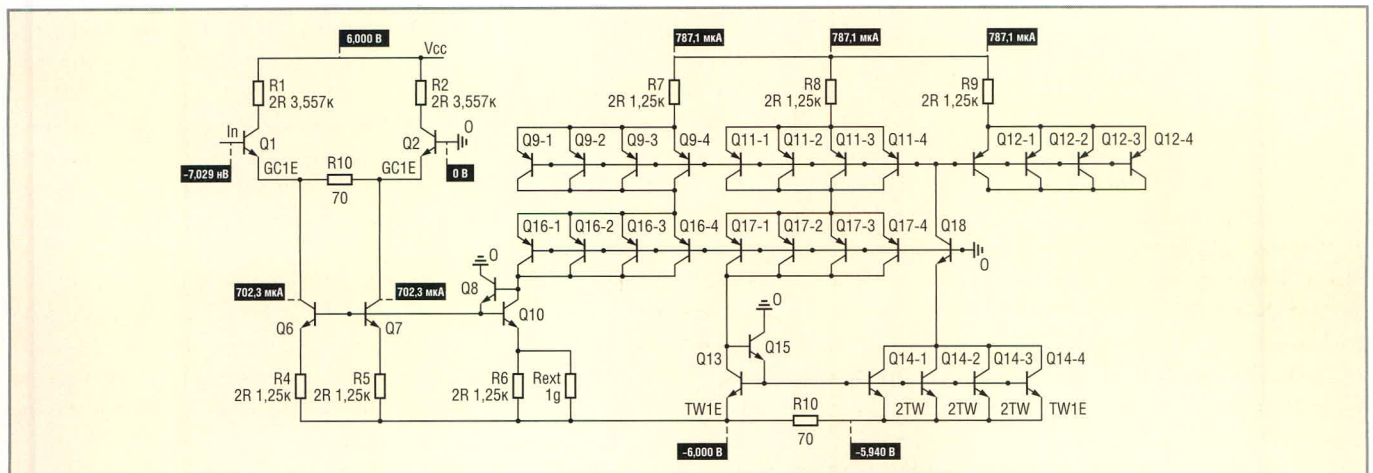 6,000 В
787,1 мкА
787,1 мкА
787,1 мкА
Vcc
R1
2R 3,557к
R2
2R 3,557к
R7
2R 1,25к
R8
2R 1,25к
R9
2R 1,25к
In
Q1
Q2
0
Q9-1
Q9-2
Q9-3
Q9-4
Q11-1
Q11-2
Q11-3
Q11-4
Q12-1
Q12-2
Q12-3
Q12-4
-7,029 нВ
GC1E
R10
70
GC1E
0 В
Q16-1
Q16-2
Q16-3
Q16-4
Q17-1
Q17-2
Q17-3
Q17-4
Q18
0
0
702,3 мкА
702,3 мкА
Q8
Q10
0
Q6
Q7
Q13
Q15
Q14-1
Q14-2
Q14-3
Q14-4
R4
2R 1,25к
R5
2R 1,25к
R6
2R 1,25к
Rext
1g
TW1E
R10
70
2TW
2TW
2TW
TW1E
-6,000 В
-5,940 В